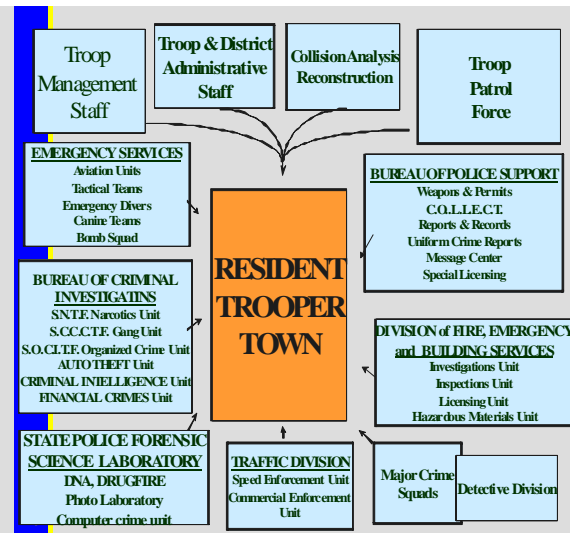 Troop
Management
Staff
Troop & District
Administrative
Staff
Collision Analysis
Reconstruction
Troop
Patrol
Force
EMERGENCY SERVICES
Aviation Units
Tactical Teams
Emergency Divers
Canine Teams
Bomb Squad
BUREAU OF POLICE SUPPORT
Weapons & Permits
C.O.L.L.E.C.T.
Reports & Records
Uniform Crime Reports
Message Center
Special Licensing
RESIDENT
TROOPER
TOWN
BUREAU OF CRIMINAL
INVESTIGATINS
S.N.T.F. Narcotics Unit
S.C.C.C.T.F. Gang Unit
S.O.C.I.T.F. Organized Crime Unit
AUTO THEFT Unit
CRIMINAL INTELLIGENCE Unit
FINANCIAL CRIMES Unit
DIVISION of FIRE, EMERGENCY
and BUILDING SERVICES
Investigations Unit
Inspections Unit
Licensing Unit
Hazardous Materials Unit
STATE POLICE FORENSIC
SCIENCE LABORATORY
DNA, DRUGFIRE
Photo Laboratory
Computer crime unit
TRAFFIC DIVISION
Speed Enforcement Unit
Commercial Enforcement
Unit
Major Crime
Squads
Detective Division